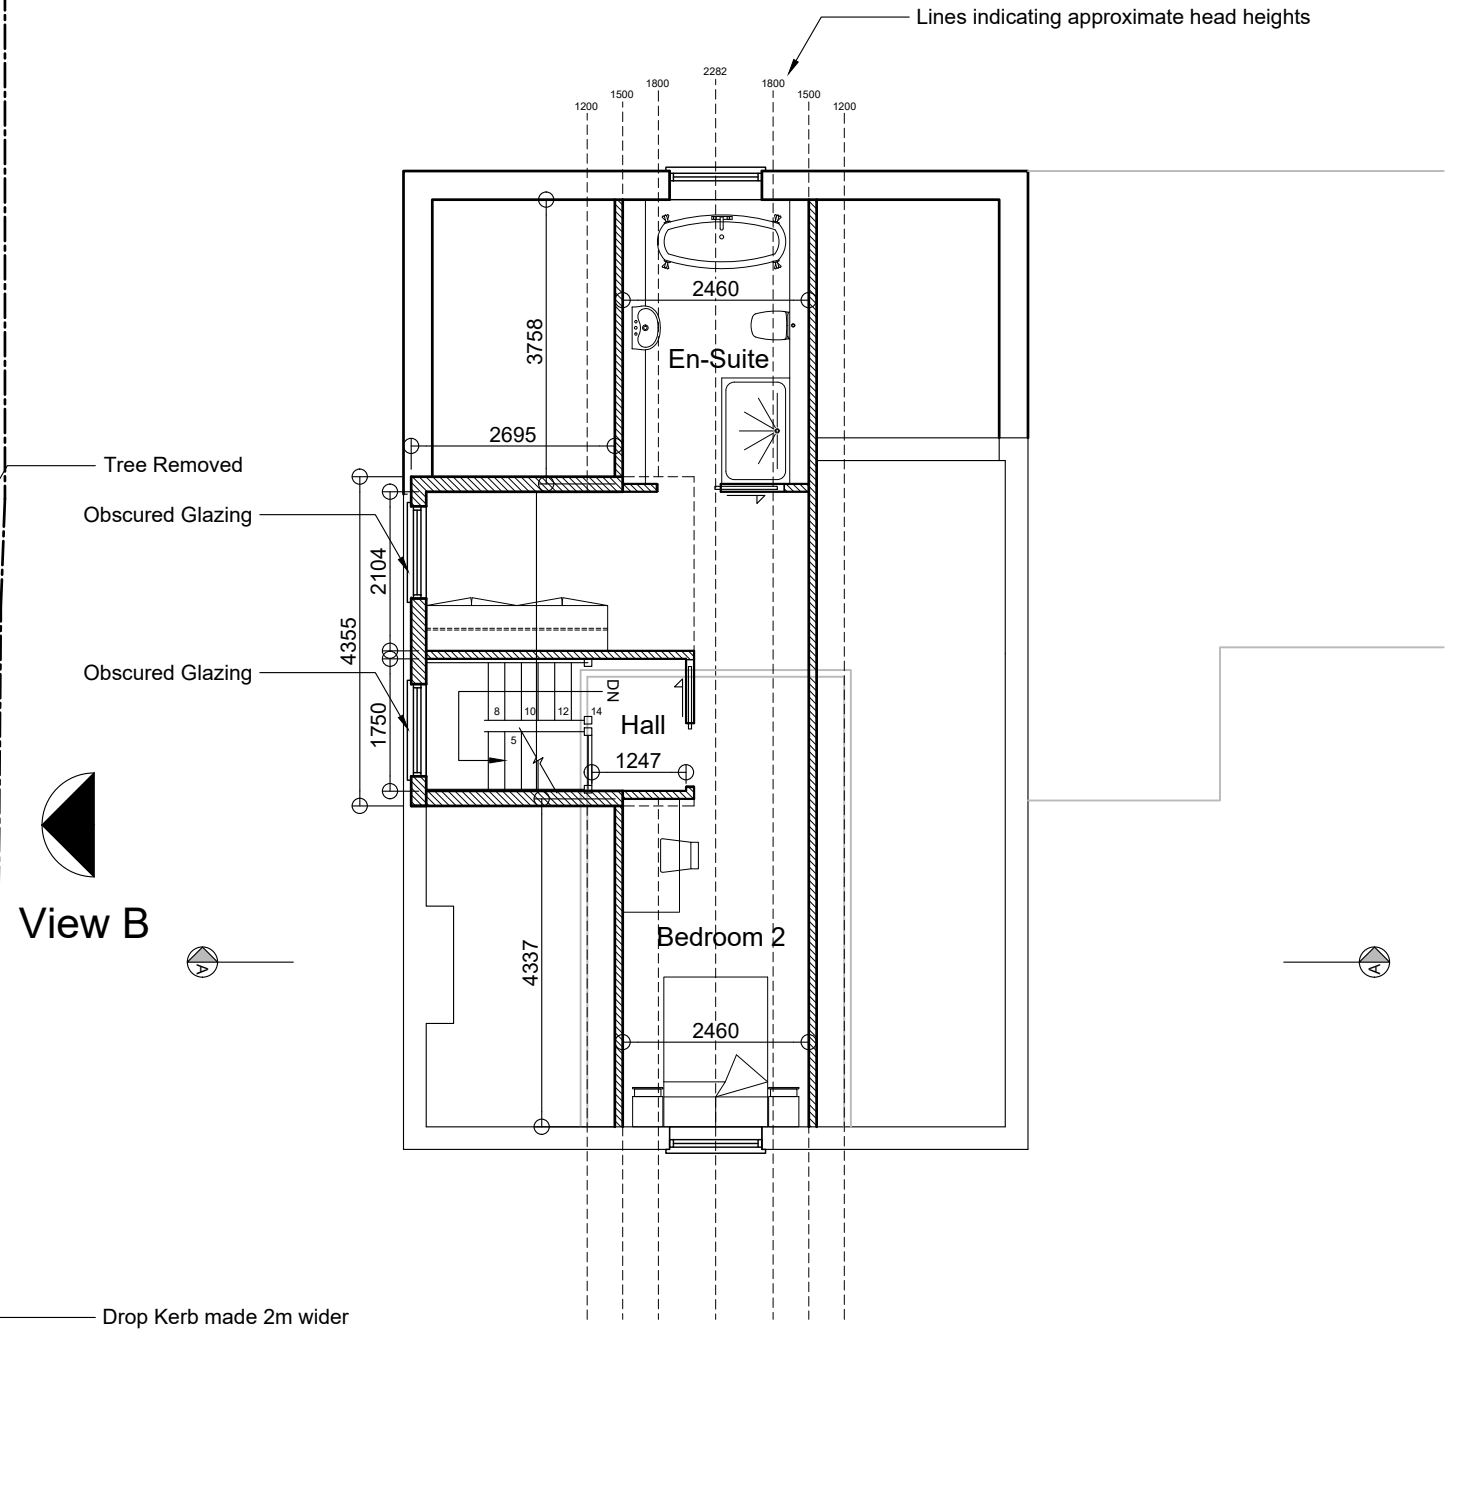 Lines indicating approximate head heights
2282
1800
1800
1500
1500
1200
1200
2460
3758
En-Suite
2695
Tree Removed
Obscured Glazing
2104
4355
Obscured Glazing
DN
8
10
12
14
5
1750
Hall
1247
View B
Bedroom 2
A
A
4337
2460
Drop Kerb made 2m wider